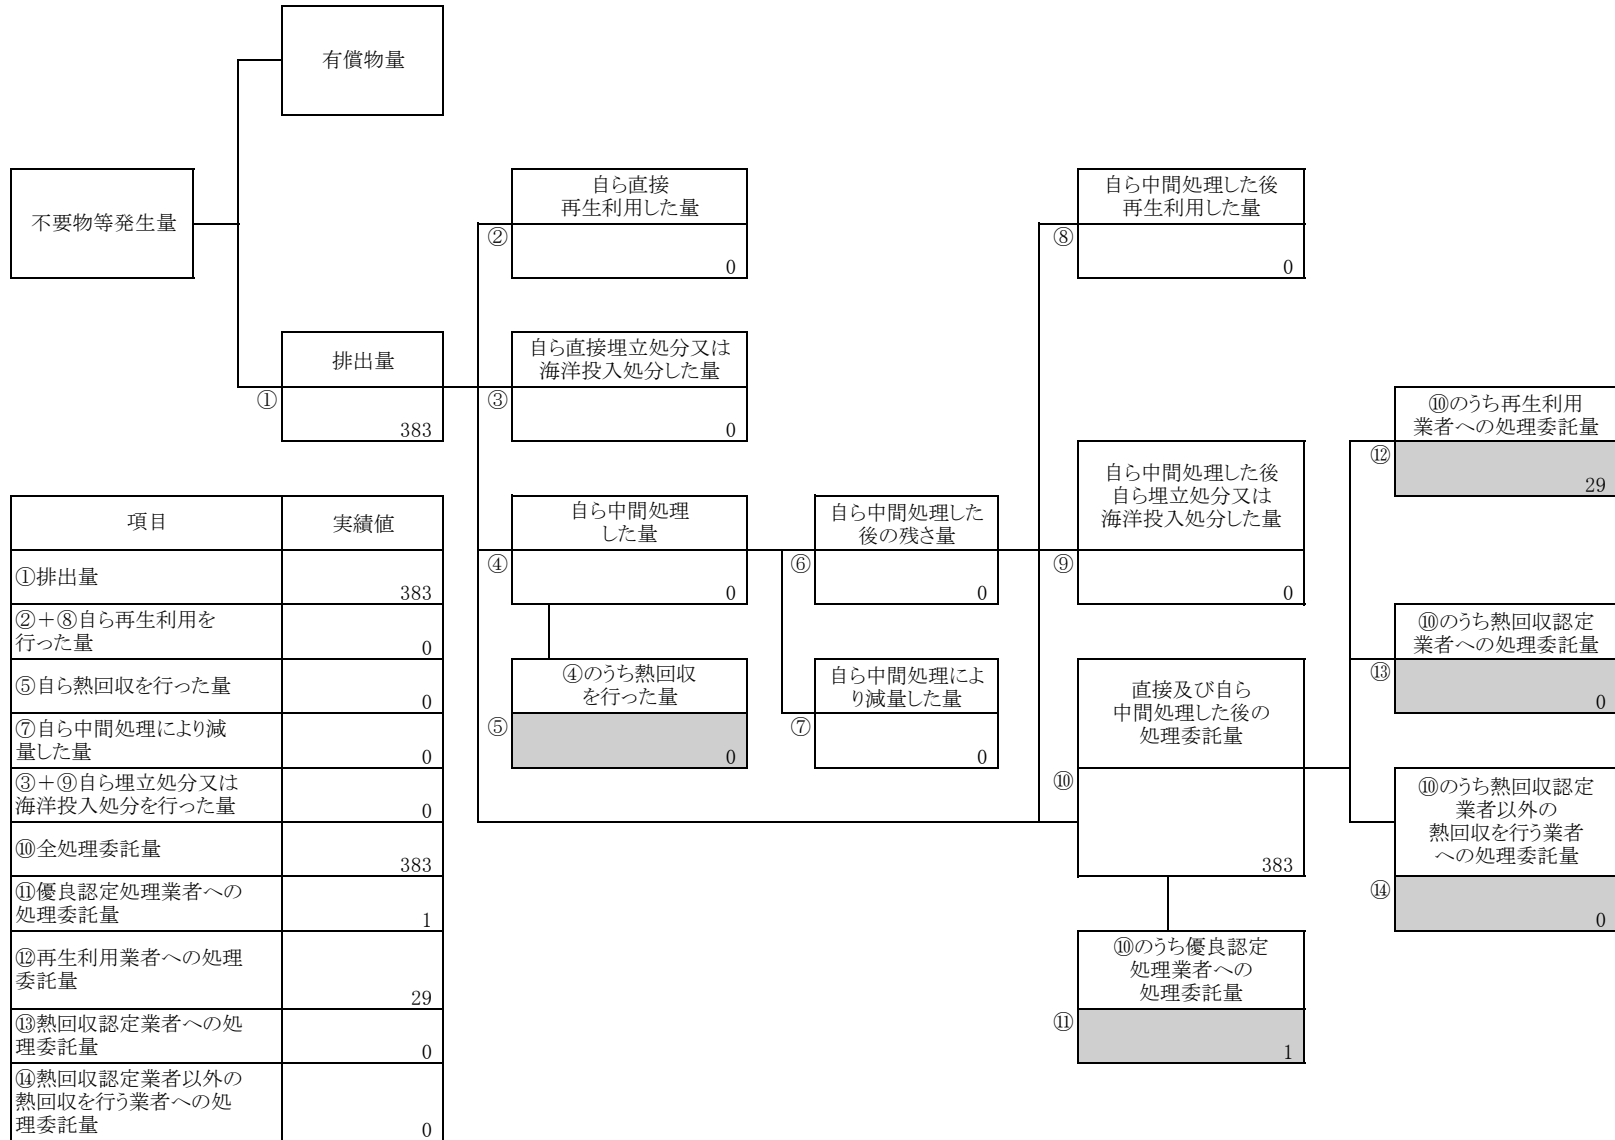 有償物量
不要物等発生量
自ら直接
再生利用した量
②
0
自ら中間処理した後
再生利用した量
⑧
0
排出量
①
383
自ら直接埋立処分又は
海洋投入処分した量
③
0
⑩のうち再生利用
業者への処理委託量
⑫
29
自ら中間処理
した量
④
0
自ら中間処理した
後の残さ量
⑥
0
自ら中間処理した後
自ら埋立処分又は
海洋投入処分した量
⑨
0
⑩のうち熱回収認定
業者への処理委託量
⑬
0
④のうち熱回収
を行った量
⑤
0
自ら中間処理によ
り減量した量
⑦
0
直接及び自ら
中間処理した後の
処理委託量
⑩
383
⑩のうち熱回収認定
業者以外の
熱回収を行う業者
への処理委託量
⑭
0
⑩のうち優良認定
処理業者への
処理委託量
⑪
1
項目 実績値
①排出量
383
②＋⑧自ら再生利用を
行った量
0
⑤自ら熱回収を行った量
0
⑦自ら中間処理により減
量した量
0
③＋⑨自ら埋立処分又は
海洋投入処分を行った量
0
⑩全処理委託量
383
⑪優良認定処理業者への
処理委託量
1
⑫再生利用業者への処理
委託量
29
⑬熱回収認定業者への処
理委託量
0
⑭熱回収認定業者以外の
熱回収を行う業者への処
理委託量
0